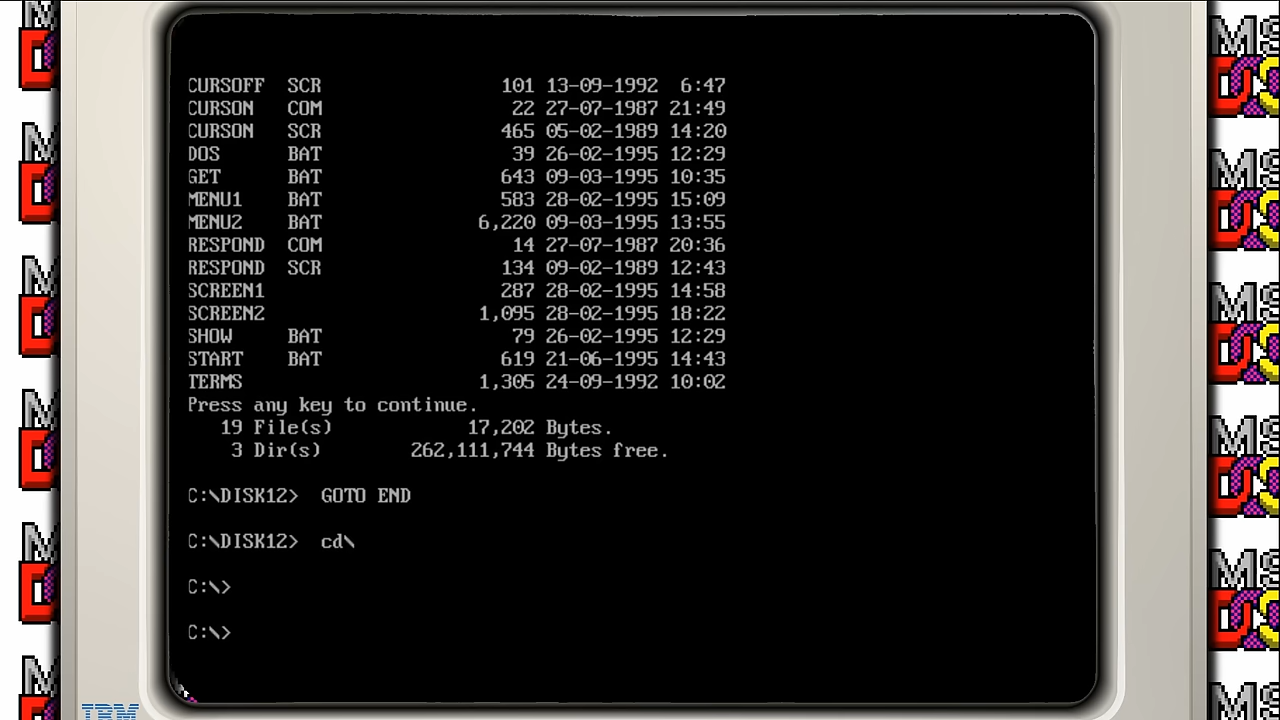 CURSOFF  SCR                101 13-09-1992  6:47
CURSON   COM                 22 27-07-1987 21:49
CURSON   SCR                465 05-02-1989 14:20
DOS      BAT                 39 26-02-1995 12:29
GET      BAT                643 09-03-1995 10:35
MENU1    BAT                583 28-02-1995 15:09
MENU2    BAT              6,220 09-03-1995 13:55
RESPOND  COM                 14 27-07-1987 20:36
RESPOND  SCR                134 09-02-1989 12:43
SCREEN1                     287 28-02-1995 14:58
SCREEN2                   1,095 28-02-1995 18:22
SHOW     BAT                 79 26-02-1995 12:29
START    BAT                619 21-06-1995 14:43
TERMS                     1,305 24-09-1992 10:02
Press any key to continue.
   19 File(s)            17,202 Bytes.
    3 Dir(s)        262,111,744 Bytes free.
C:\DISK12>  GOTO END
C:\DISK12>  cd\
C:\>
C:\>
IBM